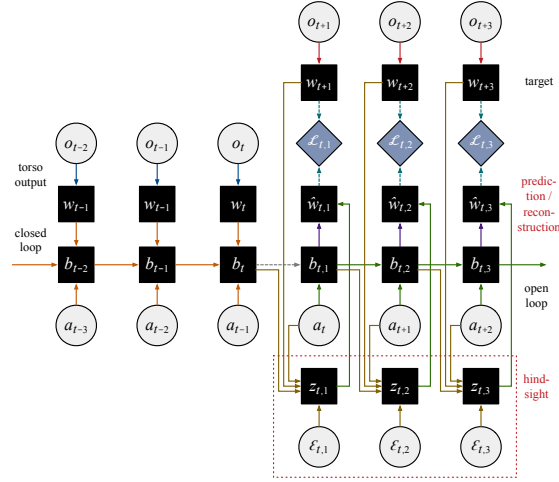 o_{t+1} o_{t+2} o_{t+3}
w_{t+1} w_{t+2} w_{t+3} target
o_{t−2} o_{t−1} o_t ℒ_{t,1} ℒ_{t,2} ℒ_{t,3}
torso
output
w_{t−1} w_{t−1} w_t ŵ_{t,1} ŵ_{t,2} ŵ_{t,3}
predic-
tion /
recon-
struction
closed
loop
b_{t−2} b_{t−1} b_t b_{t,1} b_{t,2} b_{t,3}
open
loop
a_{t−3} a_{t−2} a_{t−1} a_t a_{t+1} a_{t+2}
z_{t,1} z_{t,2} z_{t,3}
hind-
sight
ε_{t,1} ε_{t,2} ε_{t,3}